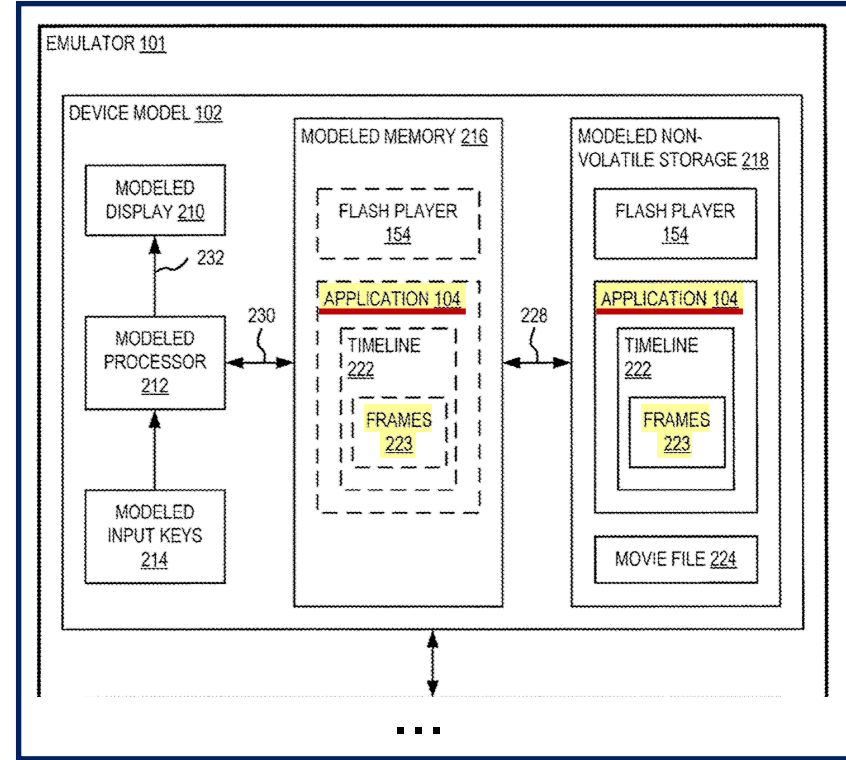 EMULATOR 101
DEVICE MODEL 102
MODELED
DISPLAY 210
232
MODELED
PROCESSOR
212
MODELED
INPUT KEYS
214
230
MODELED MEMORY 216
FLASH PLAYER
154
APPLICATION 104
TIMELINE
222
FRAMES
223
228
MODELED NON-
VOLATILE STORAGE 218
FLASH PLAYER
154
APPLICATION 104
TIMELINE
222
FRAMES
223
MOVIE FILE 224
...